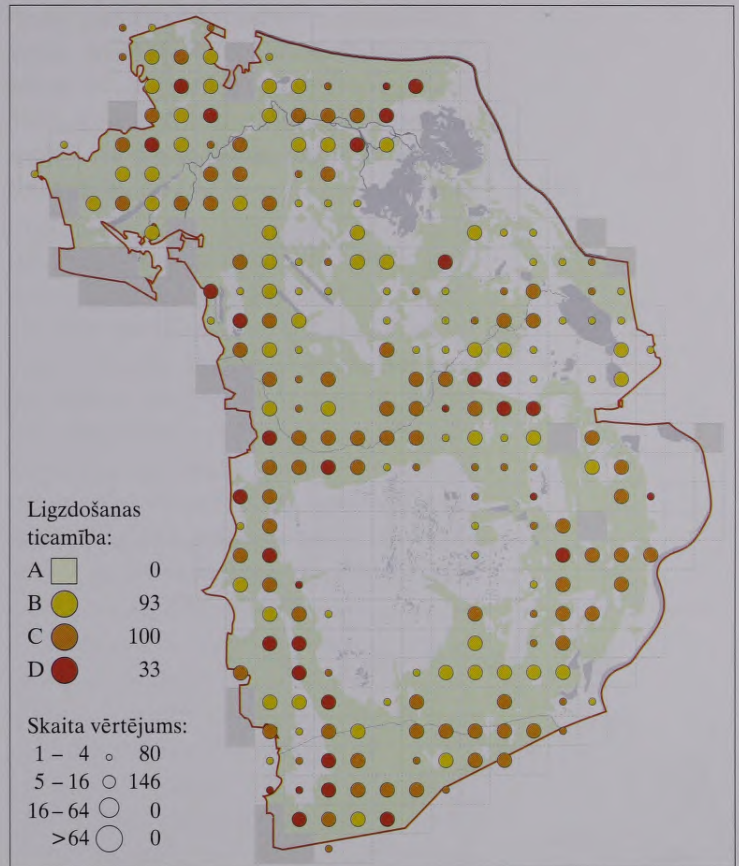 Ligzdošanas
ticamība:
A 0
B 93
C 100
D 33
Skaita vērtējums:
1 – 4 80
5 – 16 146
16 – 64 0
>64 0